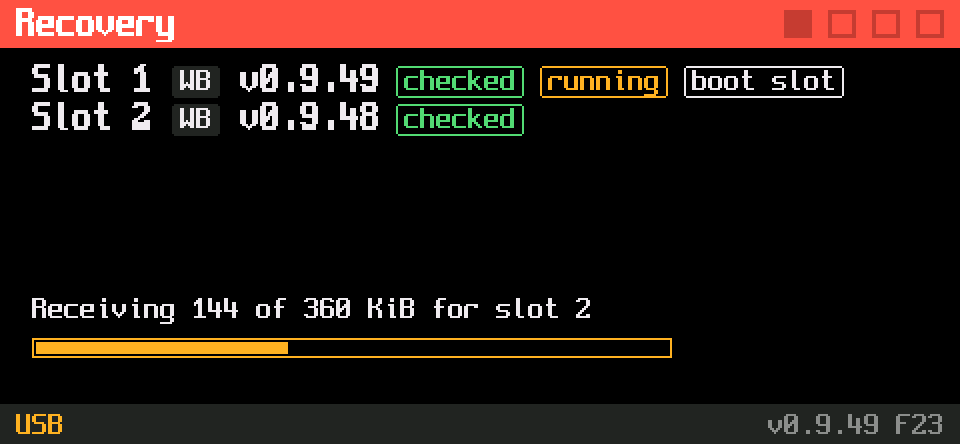 Recovery
Slot 1 WB v0.9.49 checked running boot slot
Slot 2 WB v0.9.48 checked
Receiving 144 of 360 KiB for slot 2
USB v0.9.49 F23